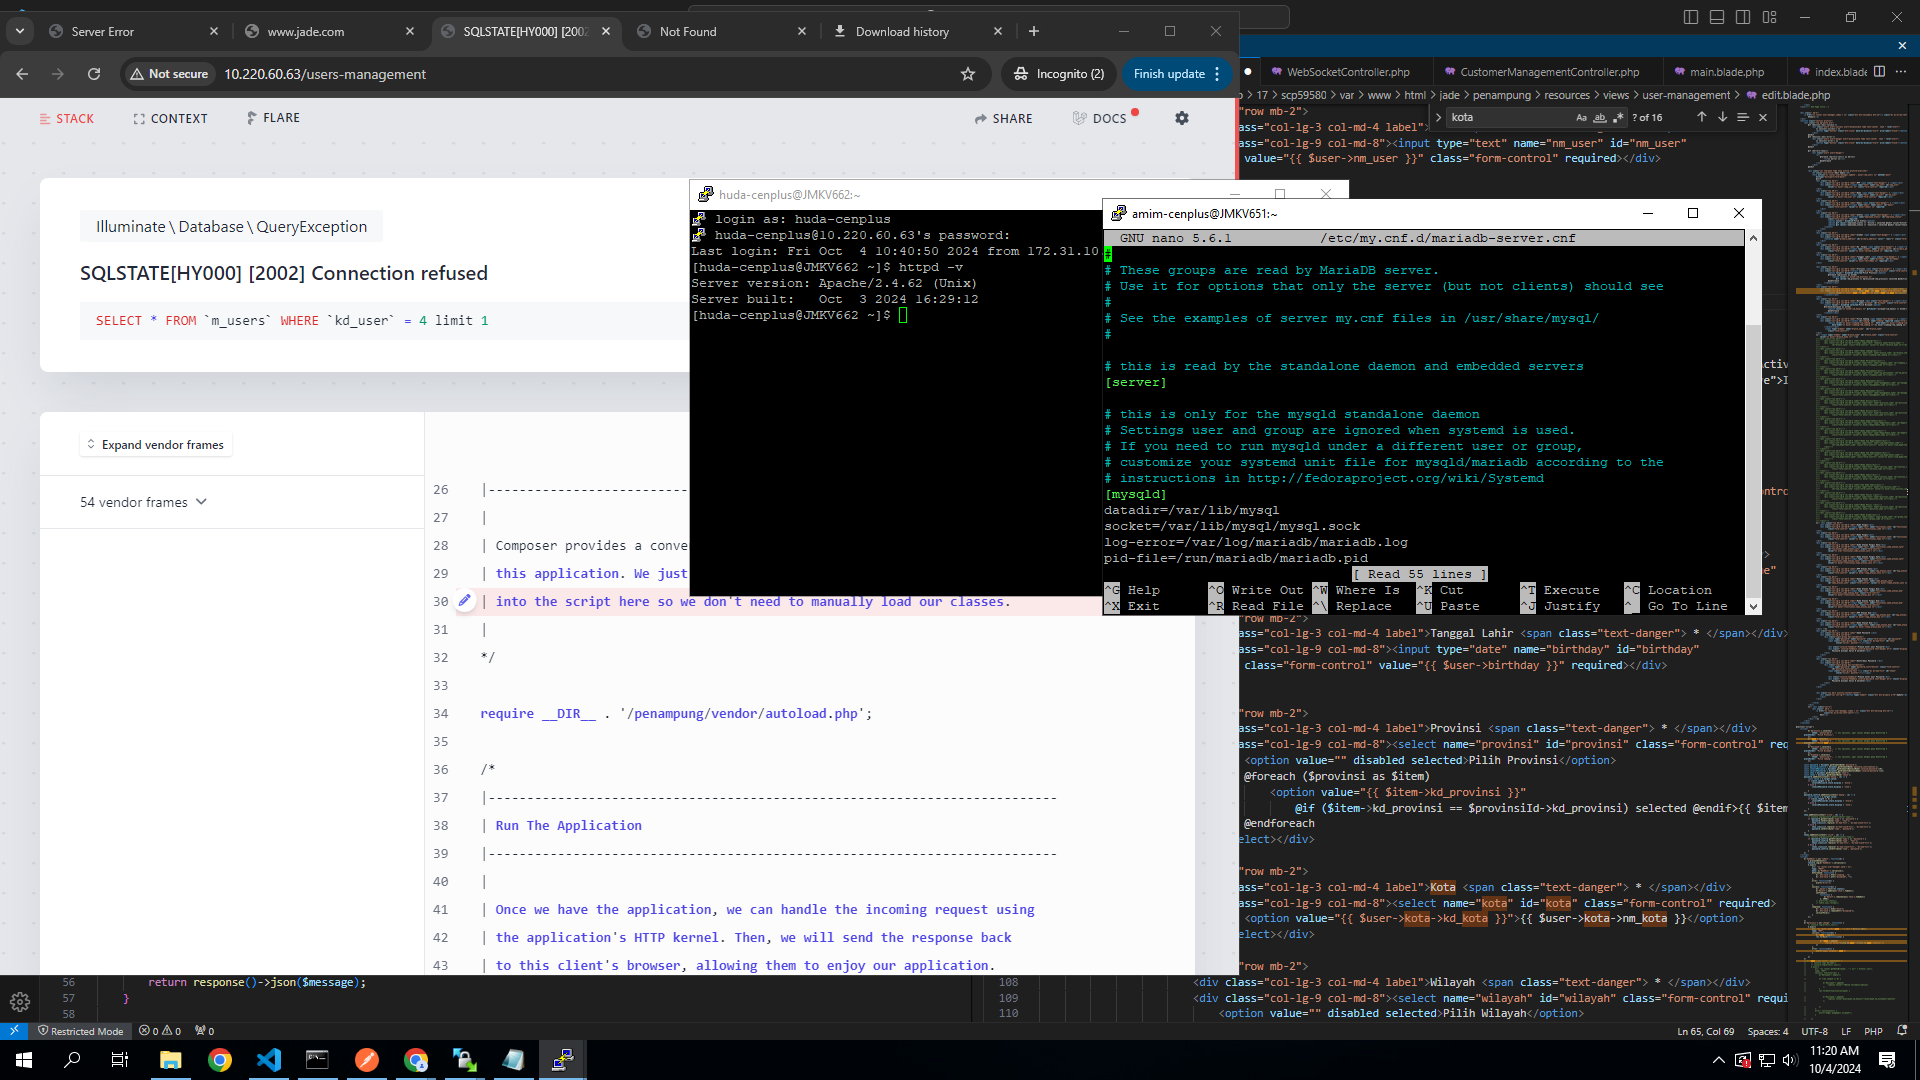 Server Error
www.jade.com
SQLSTATE[HY000] [2002
Not Found
Download history
Not secure
10.220.60.63/users-management
Incognito (2)
Finish update
STACK
CONTEXT
FLARE
SHARE
DOCS
Illuminate\Database\QueryException
SQLSTATE[HY000] [2002] Connection refused
SELECT * FROM `m_users` WHERE `kd_user` = 4 limit 1
Expand vendor frames
54 vendor frames
26 |--------------------------
27 |
28 | Composer provides a conve
29 | this application. We just
30 | into the script here so we don't need to manually load our classes.
31 |
32 */
33
34 require __DIR__ . '/penampung/vendor/autoload.php';
35
36 /*
37 |--------------------------------------------------------------------------
38 | Run The Application
39 |--------------------------------------------------------------------------
40 |
41 | Once we have the application, we can handle the incoming request using
42 | the application's HTTP kernel. Then, we will send the response back
43 | to this client's browser, allowing them to enjoy our application.
huda-cenplus@JMKV662:~
login as: huda-cenplus
huda-cenplus@10.220.60.63's password:
Last login: Fri Oct  4 10:40:50 2024 from 172.31.10
[huda-cenplus@JMKV662 ~]$ httpd -v
Server version: Apache/2.4.62 (Unix)
Server built:   Oct  3 2024 16:29:12
[huda-cenplus@JMKV662 ~]$
amim-cenplus@JMKV651:~
GNU nano 5.6.1 /etc/my.cnf.d/mariadb-server.cnf
#
# These groups are read by MariaDB server.
# Use it for options that only the server (but not clients) should see
#
# See the examples of server my.cnf files in /usr/share/mysql/
#
# this is read by the standalone daemon and embedded servers
[server]
# this is only for the mysqld standalone daemon
# Settings user and group are ignored when systemd is used.
# If you need to run mysqld under a different user or group,
# customize your systemd unit file for mysqld/mariadb according to the
# instructions in http://fedoraproject.org/wiki/Systemd
[mysqld]
datadir=/var/lib/mysql
socket=/var/lib/mysql/mysql.sock
log-error=/var/log/mariadb/mariadb.log
pid-file=/run/mariadb/mariadb.pid
[ Read 55 lines ]
^G Help ^O Write Out ^W Where Is ^K Cut ^T Execute ^C Location
^X Exit ^R Read File ^\ Replace ^U Paste ^J Justify ^_ Go To Line
WebSocketController.php
CustomerManagementController.php
main.blade.php
index.blade
17 > scp59580 > var > www > html > jade > penampung > resources > views > user-management > edit.blade.php
kota
Aa ab .*
? of 16
"row mb-2">
ass="col-lg-3 col-md-4 label">
lass="col-lg-9 col-md-8"><input type="text" name="nm_user" id="nm_user"
value="{{ $user->nm_user }}" class="form-control" required></div>
"row mb-2">
ass="col-lg-3 col-md-4 label">Tanggal Lahir <span class="text-danger"> * </span></div>
ass="col-lg-9 col-md-8"><input type="date" name="birthday" id="birthday"
class="form-control" value="{{ $user->birthday }}" required></div>
"row mb-2">
ass="col-lg-3 col-md-4 label">Provinsi <span class="text-danger"> * </span></div>
ass="col-lg-9 col-md-8"><select name="provinsi" id="provinsi" class="form-control" req
<option value="" disabled selected>Pilih Provinsi</option>
@foreach ($provinsi as $item)
<option value="{{ $item->kd_provinsi }}"
@if ($item->kd_provinsi == $provinsiId->kd_provinsi) selected @endif>{{ $item
@endforeach
elect></div>
"row mb-2">
ass="col-lg-3 col-md-4 label">Kota <span class="text-danger"> * </span></div>
ass="col-lg-9 col-md-8"><select name="kota" id="kota" class="form-control" required>
<option value="{{ $user->kota->kd_kota }}">{{ $user->kota->nm_kota }}</option>
elect></div>
"row mb-2">
108 <div class="col-lg-3 col-md-4 label">Wilayah <span class="text-danger"> * </span></div>
109 <div class="col-lg-9 col-md-8"><select name="wilayah" id="wilayah" class="form-control" requi
110 <option value="" disabled selected>Pilih Wilayah</option>
56 return response()->json($message);
57 }
58
Restricted Mode
0 0
0
Ln 65, Col 69
Spaces: 4
UTF-8
LF
PHP
11:20 AM
10/4/2024